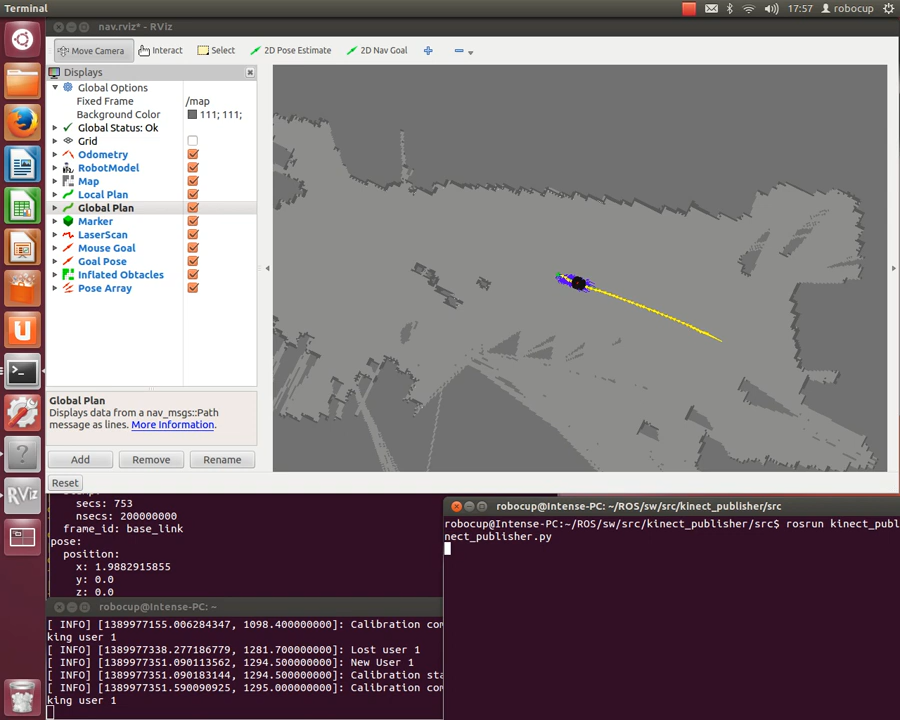 Terminal
17:57
robocup
nav.rviz* - RViz
Move Camera
Interact
Select
2D Pose Estimate
2D Nav Goal
Displays
Global Options
Fixed Frame /map
Background Color 111; 111;
Global Status: Ok
Grid
Odometry
RobotModel
Map
Local Plan
Global Plan
Marker
LaserScan
Mouse Goal
Goal Pose
Inflated Obstacles
Pose Array
Global Plan
Displays data from a nav_msgs::Path
message as lines. More Information.
Add Remove Rename
Reset
RViz
secs: 753
nsecs: 200000000
frame_id: base_link
pose:
position:
x: 1.9882915855
y: 0.0
z: 0.0
robocup@Intense-PC: ~
[ INFO] [1389977155.006284347, 1098.400000000]: Calibration com
king user 1
[ INFO] [1389977338.277186779, 1281.700000000]: Lost user 1
[ INFO] [1389977351.090113562, 1294.500000000]: New User 1
[ INFO] [1389977351.090183144, 1294.500000000]: Calibration sta
[ INFO] [1389977351.590090925, 1295.000000000]: Calibration com
king user 1
robocup@Intense-PC: ~/ROS/sw/src/kinect_publisher/src
robocup@Intense-PC:~/ROS/sw/src/kinect_publisher/src$ rosrun kinect_publ
nect_publisher.py